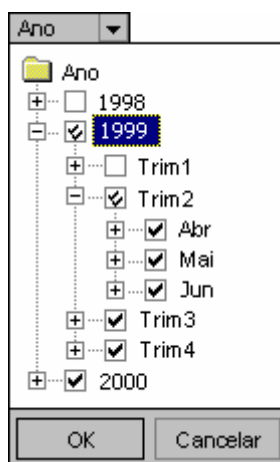 Ano
Ano
1998
1999
Trim1
Trim2
Abr
Mai
Jun
Trim3
Trim4
2000
OK Cancelar